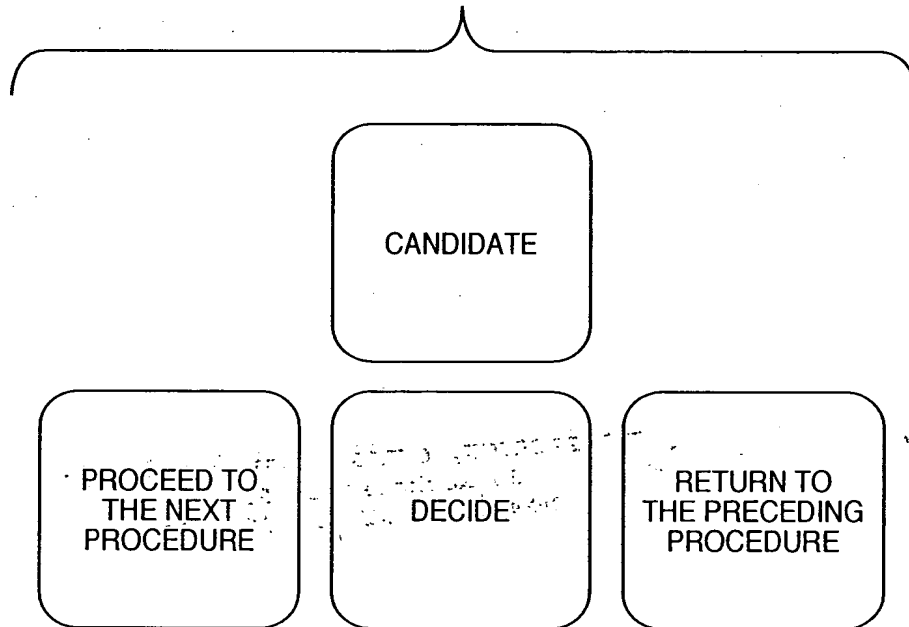 CANDIDATE
PROCEED TO
THE NEXT
PROCEDURE
DECIDE
RETURN TO
THE PRECEDING
PROCEDURE